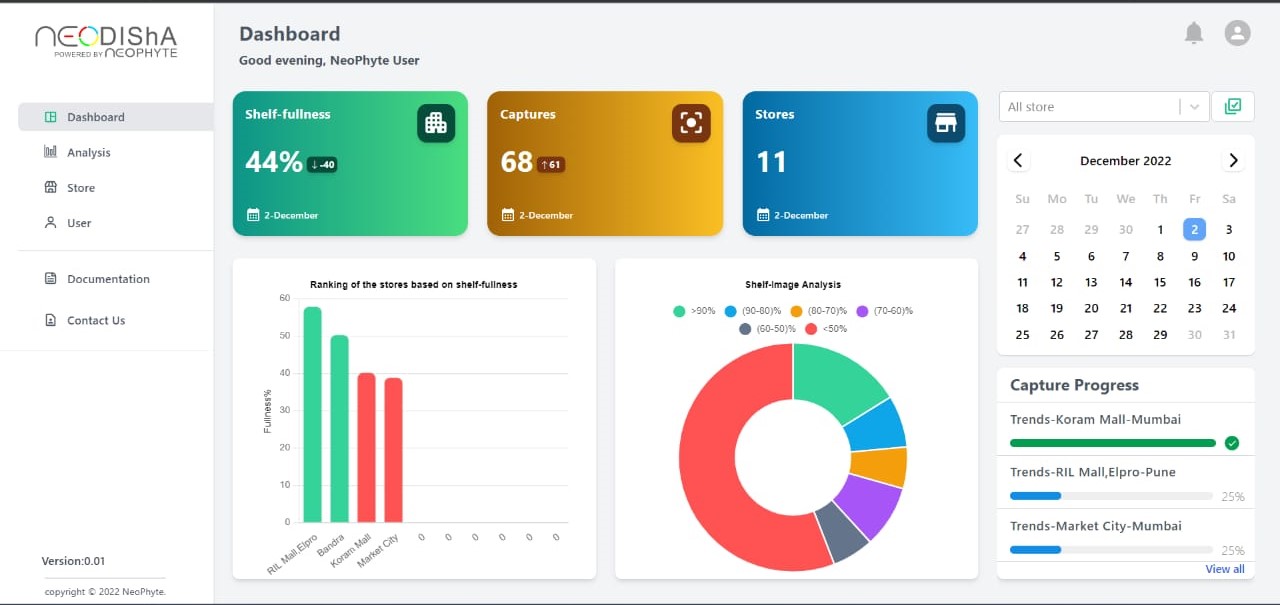 NEODISHA
POWERED BY NEOPHYTE
Dashboard
Analysis
Store
User
Documentation
Contact Us
Version:0.01
copyright © 2022 NeoPhyte.
Dashboard
Good evening, NeoPhyte User
Shelf-fullness
44% ↓-40
2-December
Captures
68 ↑61
2-December
Stores
11
2-December
Ranking of the stores based on shelf-fullness
60
50
40
30
20
10
0
Fullness%
RIL Mall,Elpro
Bandra
Koram Mall
Market City
0 0 0 0 0 0
Shelf-image Analysis
>90% (90-80)% (80-70)% (70-60)%
(60-50)% <50%
All store
December 2022
Su Mo Tu We Th Fr Sa
27 28 29 30 1 2 3
4 5 6 7 8 9 10
11 12 13 14 15 16 17
18 19 20 21 22 23 24
25 26 27 28 29 30 31
Capture Progress
Trends-Koram Mall-Mumbai
Trends-RIL Mall,Elpro-Pune
25%
Trends-Market City-Mumbai
25%
View all